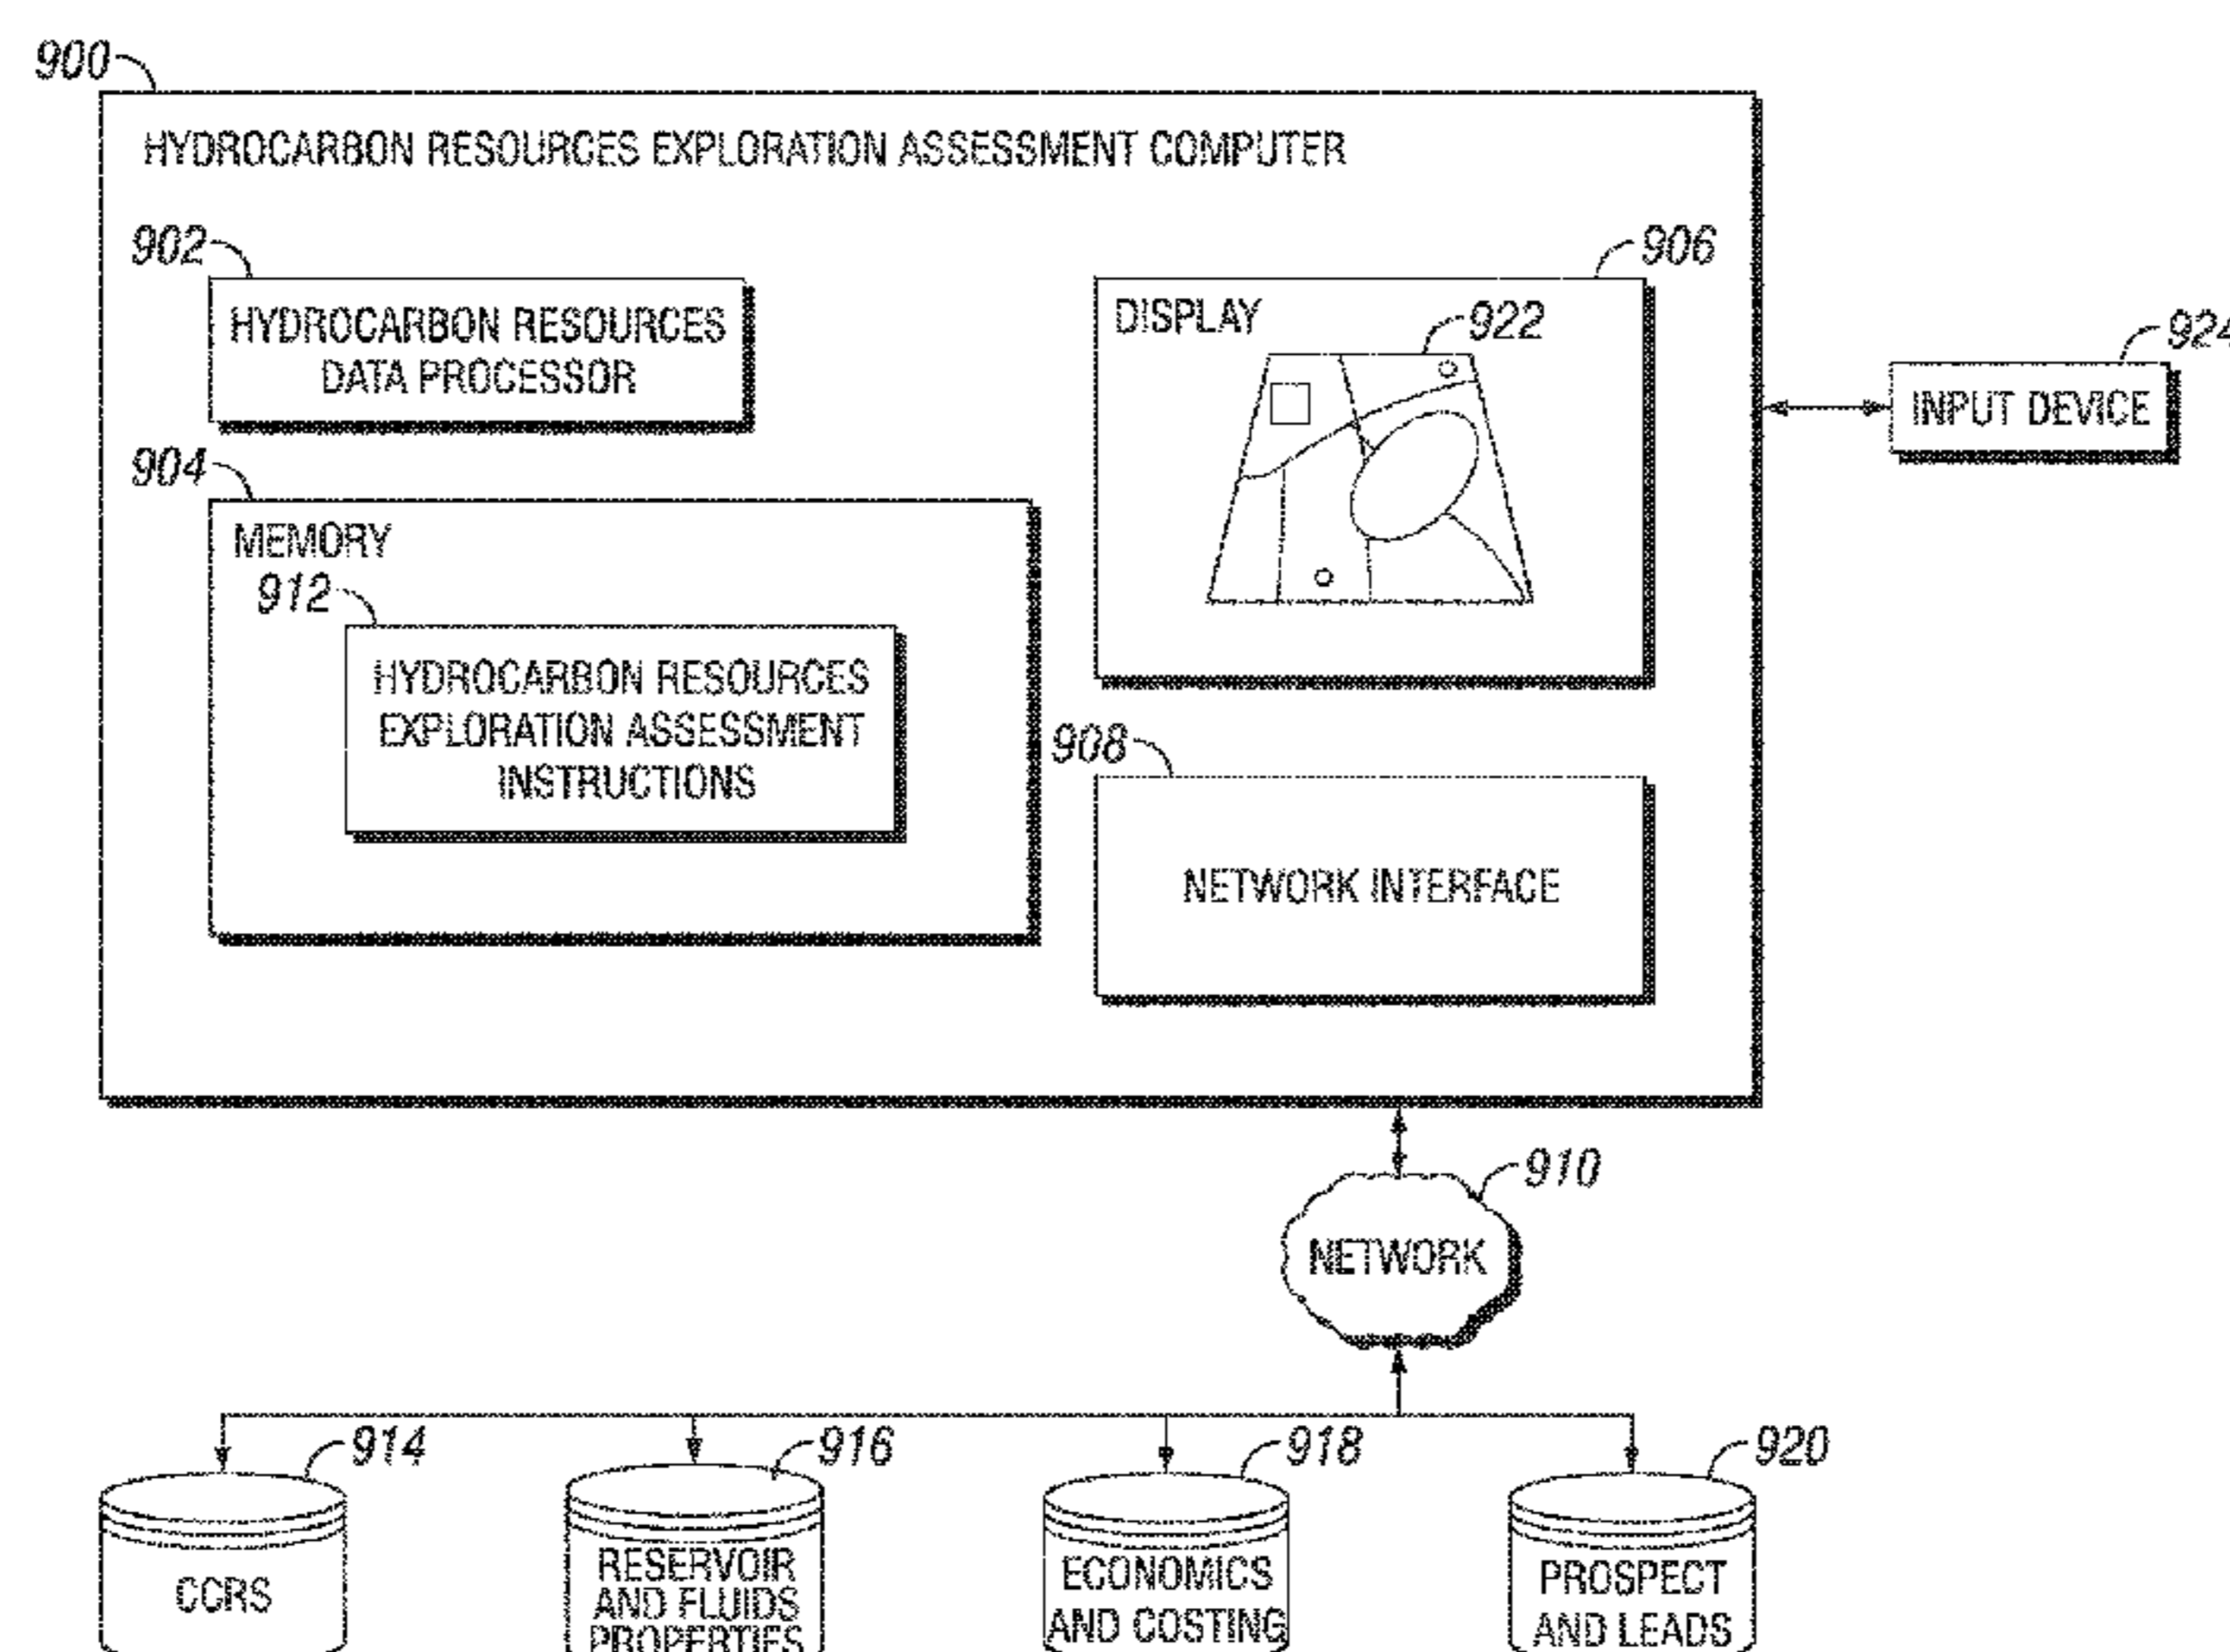 900
HYDROCARBON RESOURCES EXPLORATION ASSESSMENT COMPUTER
902
HYDROCARBON RESOURCES
DATA PROCESSOR
904
MEMORY
912
HYDROCARBON RESOURCES
EXPLORATION ASSESSMENT
INSTRUCTIONS
906
DISPLAY
922
908
NETWORK INTERFACE
924
INPUT DEVICE
910
NETWORK
914
CCRS
916
RESERVOIR
AND FLUIDS
PROPERTIES
918
ECONOMICS
AND COSTING
920
PROSPECT
AND LEADS